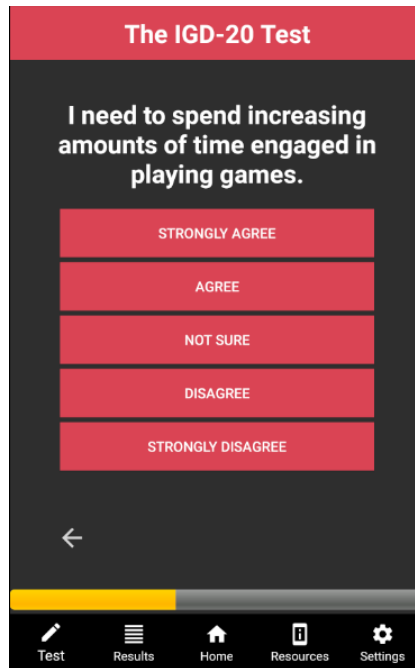 The IGD-20 Test
I need to spend increasing
amounts of time engaged in
playing games.
STRONGLY AGREE
AGREE
NOT SURE
DISAGREE
STRONGLY DISAGREE
Test
Results
Home
Resources
Settings